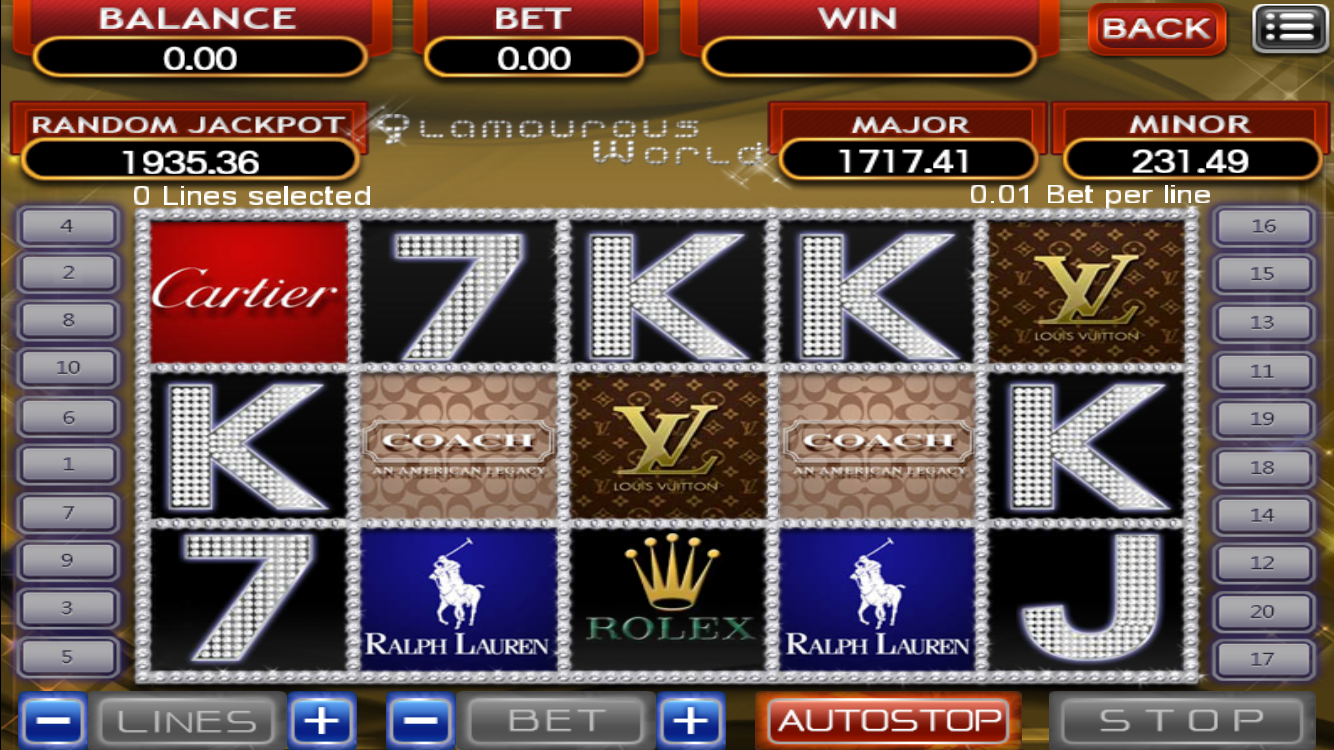 BALANCE
0.00
BET
0.00
WIN
BACK
RANDOM JACKPOT
1935.36
Glamourous
World
MAJOR
1717.41
MINOR
231.49
0 Lines selected
0.01 Bet per line
4
2
8
10
6
1
7
9
3
5
Cartier
7
K
K
LV
LOUIS VUITTON
K
COACH
AN AMERICAN LEGACY
LV
LOUIS VUITTON
COACH
AN AMERICAN LEGACY
K
7
RALPH LAUREN
ROLEX
RALPH LAUREN
J
16
15
13
11
19
18
14
12
20
17
− LINES +
− BET +
AUTOSTOP
STOP